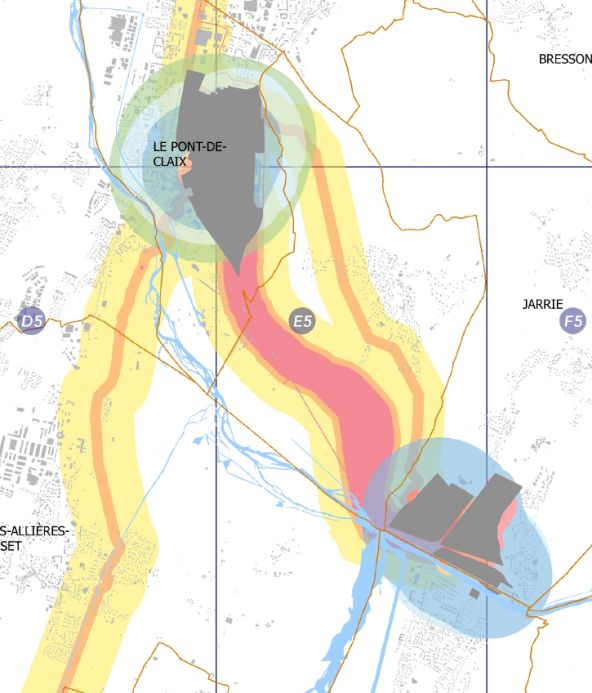 BRESSON
LE PONT-DE-
CLAIX
JARRIE
D5
E5
F5
S-ALLIÈRES-
SET